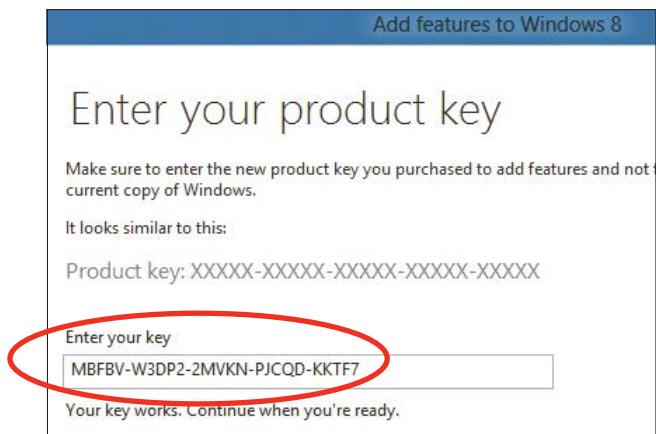 Add features to Windows 8
Enter your product key
Make sure to enter the new product key you purchased to add features and not
current copy of Windows.
It looks similar to this:
Product key: XXXXX-XXXXX-XXXXX-XXXXX-XXXXX
Enter your key
MBFBV-W3DP2-2MVKN-PJCQD-KKTF7
Your key works. Continue when you're ready.